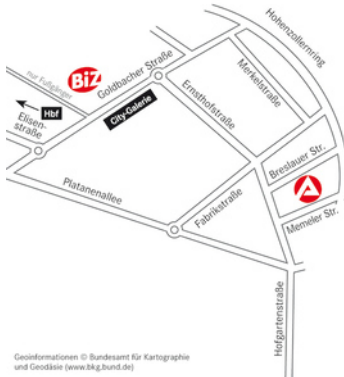 Hohenzollernring
Goldbacher Straße
BiZ
nur Fußgänger
Merkelstraße
Ernsthofstraße
Hbf
City-Galerie
Elisen-
straße
Breslauer Str.
Platanenallee
Fabrikstraße
Memeler Str.
Hofgartenstraße
Geoinformationen © Bundesamt für Kartographie
und Geodäsie (www.bkg.bund.de)